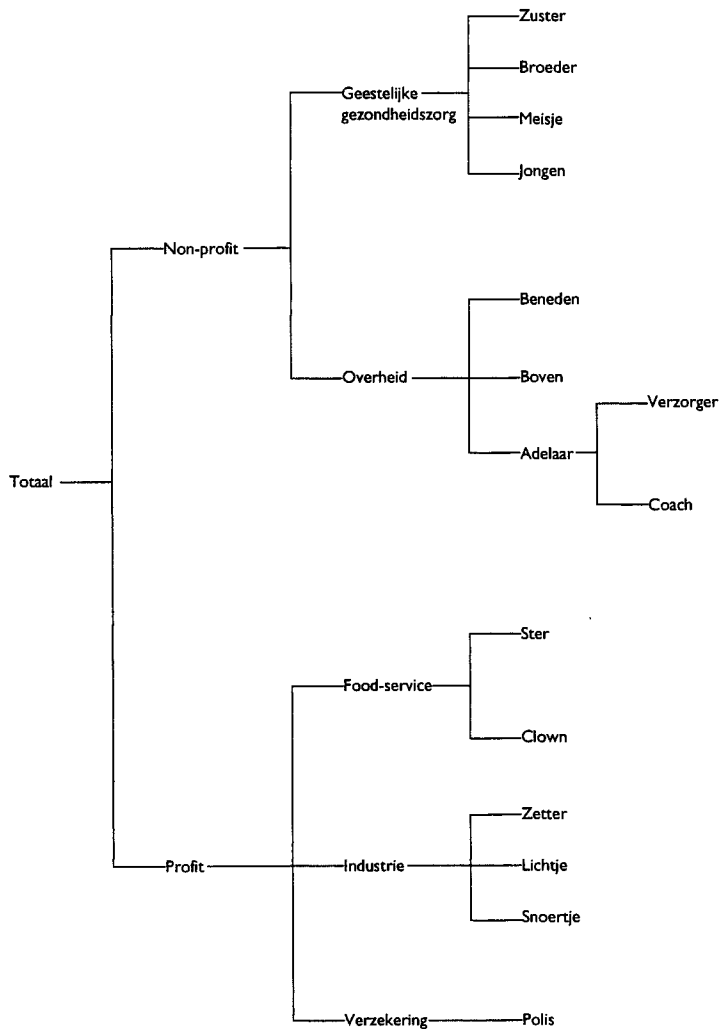 Zuster
Broeder
Geestelijke
gezondheidszorg
Meisje
Jongen
Non-profit
Beneden
Overheid
Boven
Verzorger
Adelaar
Totaal
Coach
Ster
Food-service
Clown
Zetter
Profit
Industrie
Lichtje
Snoertje
Verzekering
Polis